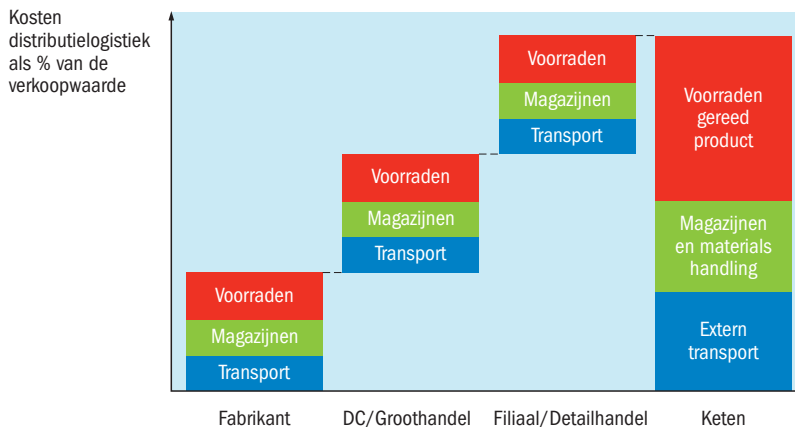 Kosten
distributielogistiek
als % van de
verkoopwaarde
Voorraden
Magazijnen
Transport
Voorraden
Magazijnen
Transport
Voorraden
Magazijnen
Transport
Voorraden
gereed
product
Magazijnen
en materials
handling
Extern
transport
Fabrikant
DC/Groothandel
Filiaal/Detailhandel
Keten